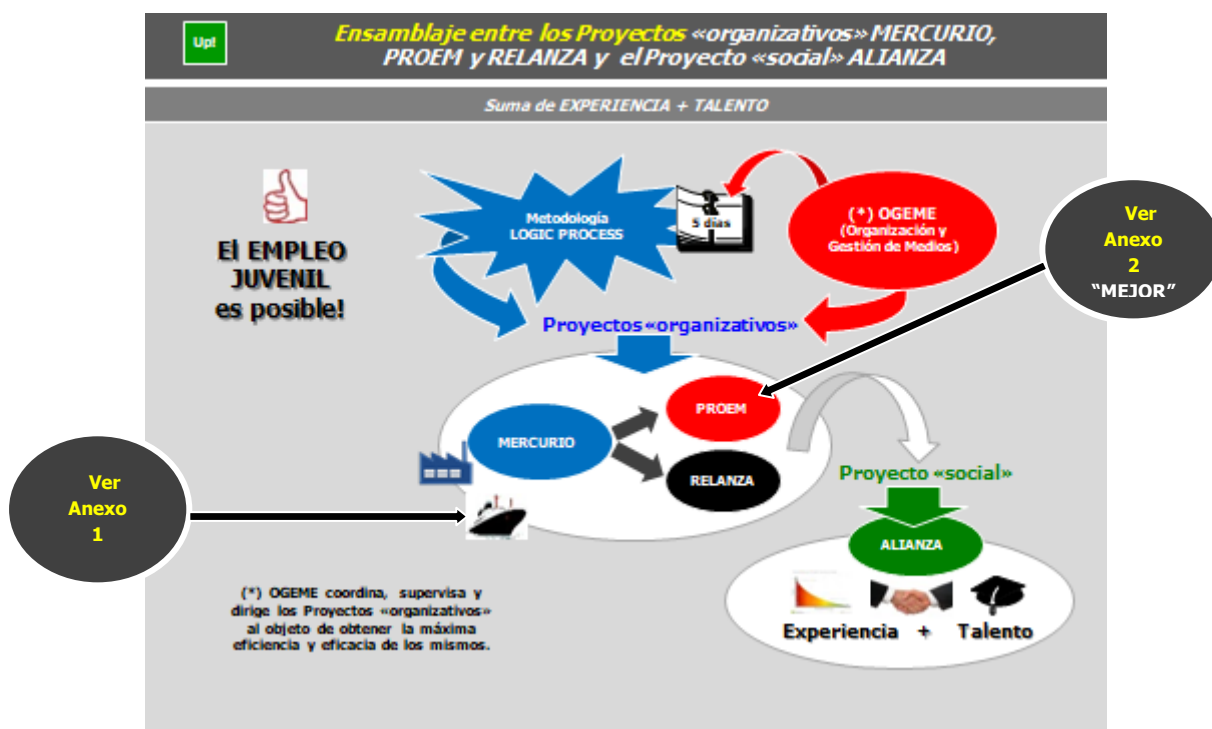 Up!
Ensamblaje entre los Proyectos «organizativos» MERCURIO,
PROEM y RELANZA y el Proyecto «social» ALIANZA
Suma de EXPERIENCIA + TALENTO
El EMPLEO
JUVENIL
es posible!
Metodología
LOGIC PROCESS
5 días
(*) OGEME
(Organización y
Gestión de Medios)
Ver
Anexo
2
“MEJOR”
Proyectos «organizativos»
PROEM
MERCURIO
RELANZA
Ver
Anexo
1
Proyecto «social»
ALIANZA
Experiencia + Talento
(*) OGEME coordina, supervisa y
dirige los Proyectos «organizativos»
al objeto de obtener la máxima
eficiencia y eficacia de los mismos.